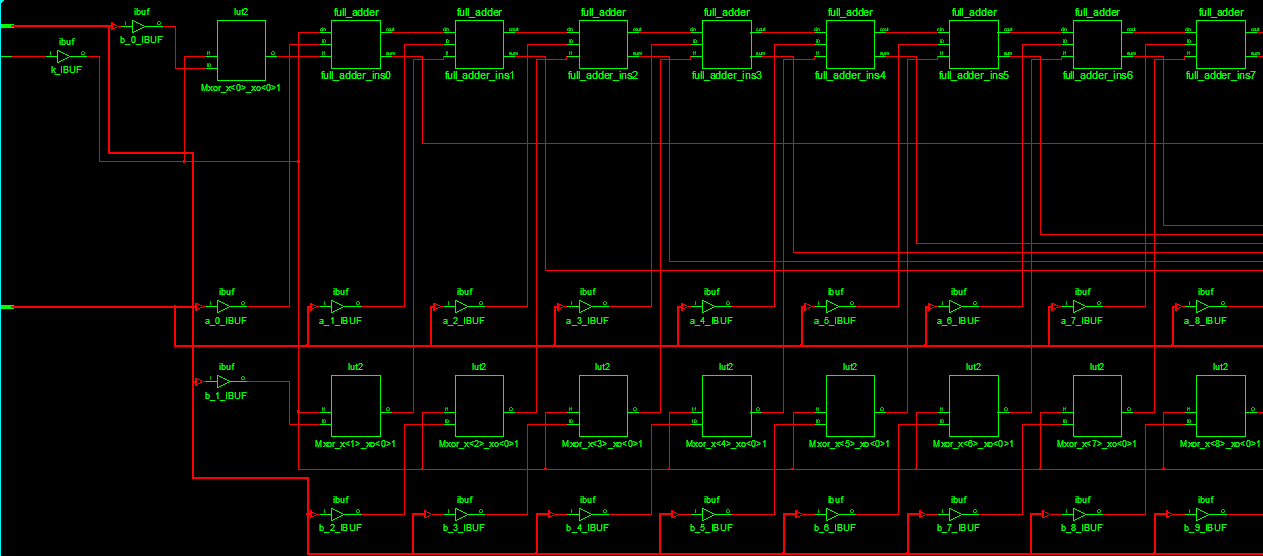 ibuf
b_0_IBUF
ibuf
k_IBUF
lut2
Mxor_x<0>_xo<0>1
full_adder full_adder full_adder full_adder full_adder full_adder full_adder full_adder
full_adder_ins0 full_adder_ins1 full_adder_ins2 full_adder_ins3 full_adder_ins4 full_adder_ins5 full_adder_ins6 full_adder_ins7
ibuf ibuf ibuf ibuf ibuf ibuf ibuf ibuf ibuf
a_0_IBUF a_1_IBUF a_2_IBUF a_3_IBUF a_4_IBUF a_5_IBUF a_6_IBUF a_7_IBUF a_8_IBUF
ibuf
b_1_IBUF
lut2 lut2 lut2 lut2 lut2 lut2 lut2 lut2
Mxor_x<1>_xo<0>1 Mxor_x<2>_xo<0>1 Mxor_x<3>_xo<0>1 Mxor_x<4>_xo<0>1 Mxor_x<5>_xo<0>1 Mxor_x<6>_xo<0>1 Mxor_x<7>_xo<0>1 Mxor_x<8>_xo<0>1
ibuf ibuf ibuf ibuf ibuf ibuf ibuf ibuf
b_2_IBUF b_3_IBUF b_4_IBUF b_5_IBUF b_6_IBUF b_7_IBUF b_8_IBUF b_9_IBUF